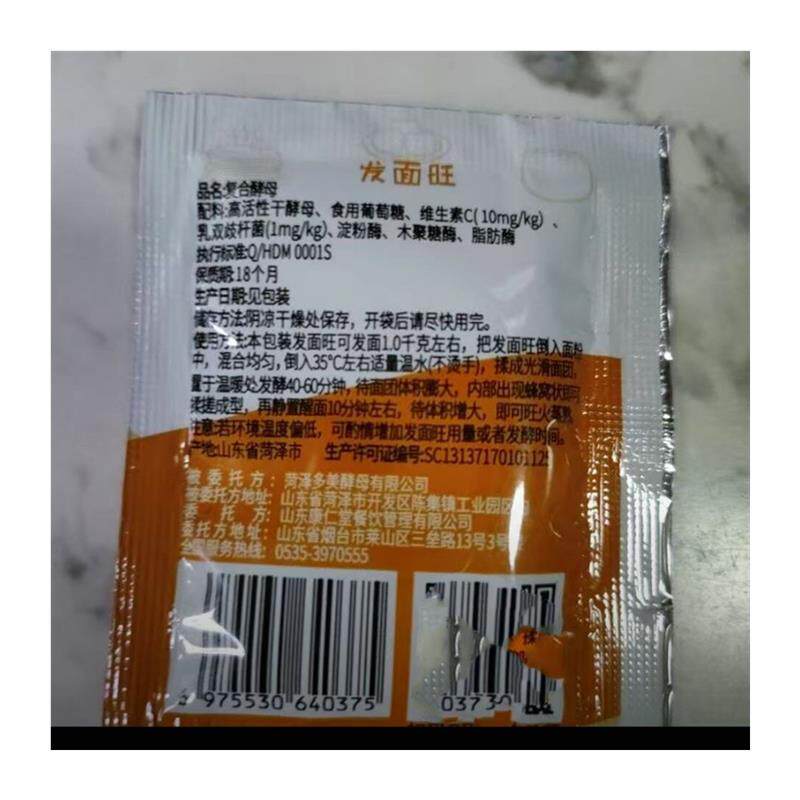 发面旺
品名:复合酵母
配料:高活性干酵母、食用葡萄糖、维生素C(10mg/kg)、
乳双歧杆菌(1mg/kg)、淀粉酶、木聚糖酶、脂肪酶
执行标准:Q/HDM 0001S
保质期:18个月
生产日期:见包装
储存方法:阴凉干燥处保存，开袋后请尽快用完。
使用方法:本包装发面旺可发面1.0千克左右，把发面旺倒入面粉
中，混合均匀，倒入35℃左右适量温水(不烫手)，揉成光滑面团，
置于温暖处发酵40-60分钟，待面团体积膨大，内部出现蜂窝状即可
揉搓成型，再静置醒面10分钟左右，待体积增大，即可旺火蒸熟
注意:若环境温度偏低，可酌情增加发面旺用量或者发酵时间。
产地:山东省菏泽市 生产许可证编号:SC1313717010112
被委托方：菏泽多美酵母有限公司
被委托方地址：山东省菏泽市开发区陈集镇工业园区
委托方：山东康仁堂餐饮管理有限公司
委托方地址：山东省烟台市莱山区三垒路13号3号
全国服务热线：0535-3970555
975530 640375
03730